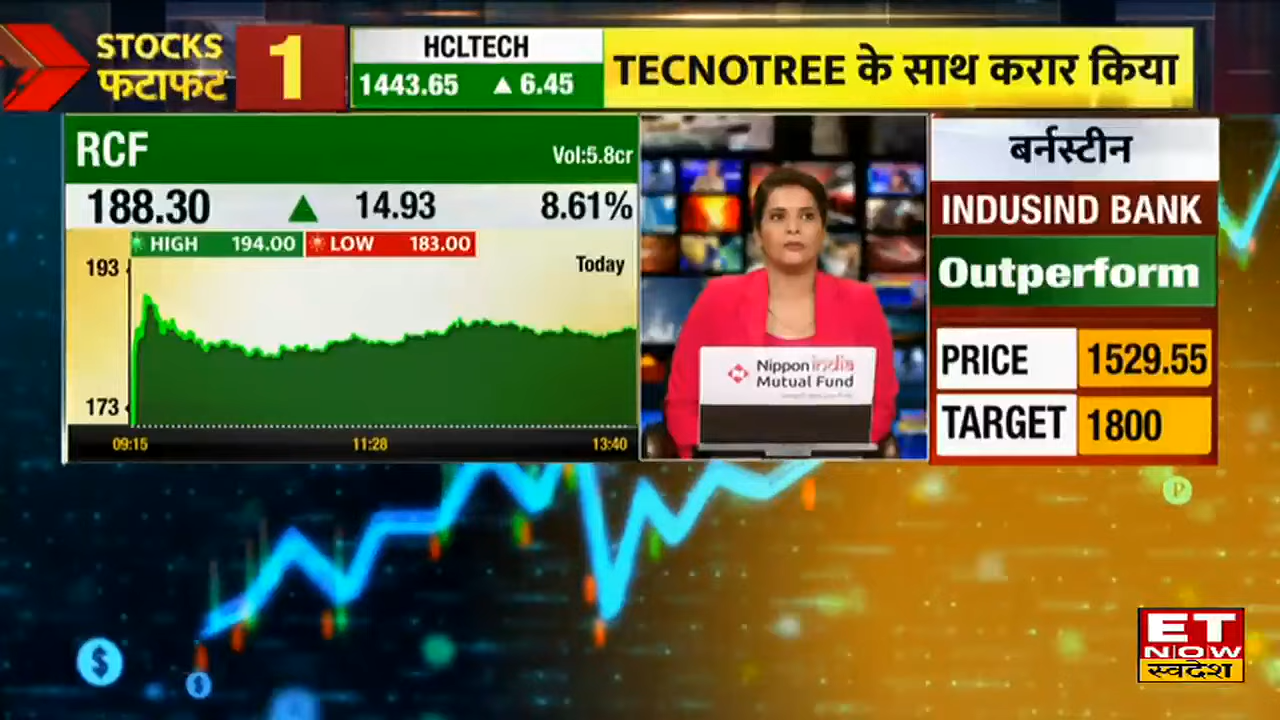 STOCKS
फटाफट
1
HCLTECH
1443.65 ▲ 6.45
TECNOTREE के साथ करार किया
RCF
Vol:5.8cr
188.30 ▲ 14.93 8.61%
HIGH 194.00 LOW 183.00
Today
193
173
09:15 11:28 13:40
Nippon india
Mutual Fund
बर्नस्टीन
INDUSIND BANK
Outperform
PRICE 1529.55
TARGET 1800
ET
NOW
स्वदेश